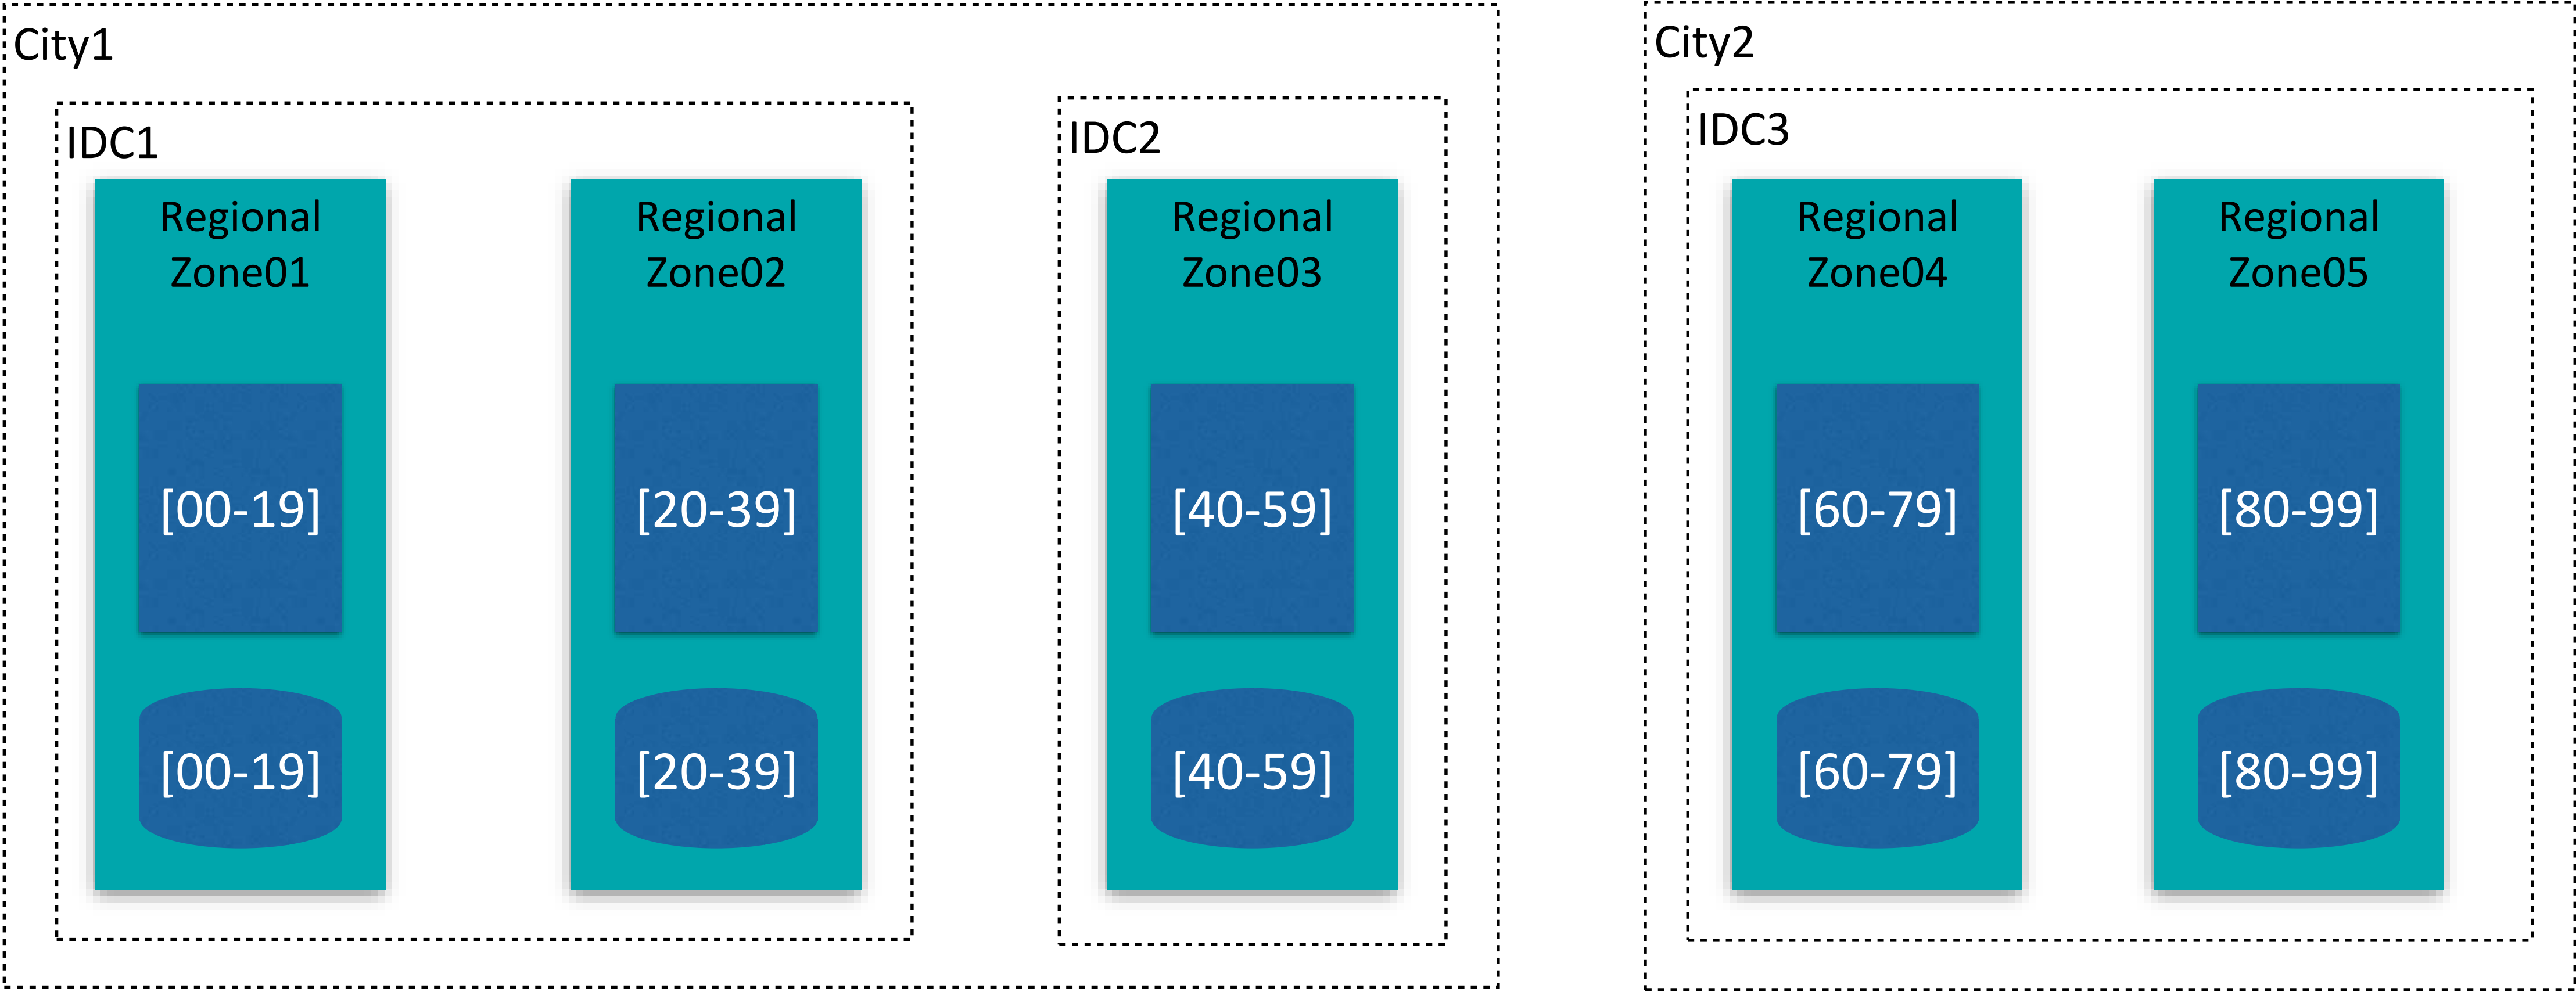 City1
IDC1
Regional
Zone01
[00-19]
[00-19]
Regional
Zone02
[20-39]
[20-39]
IDC2
Regional
Zone03
[40-59]
[40-59]
City2
IDC3
Regional
Zone04
[60-79]
[60-79]
Regional
Zone05
[80-99]
[80-99]